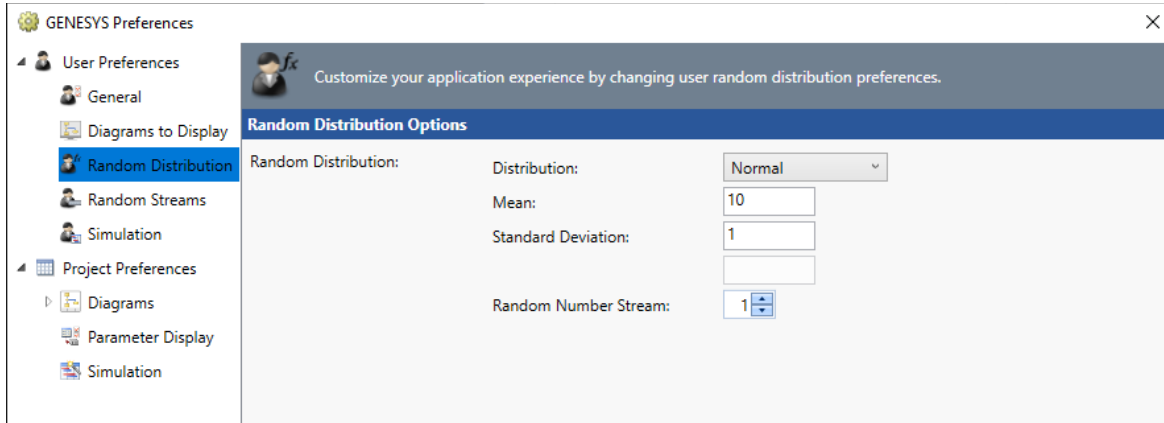 GENESYS Preferences
User Preferences
General
Diagrams to Display
Random Distribution
Random Streams
Simulation
Project Preferences
Diagrams
Parameter Display
Simulation
fx
Customize your application experience by changing user random distribution preferences.
Random Distribution Options
Random Distribution:
Distribution: Normal
Mean: 10
Standard Deviation: 1
Random Number Stream: 1